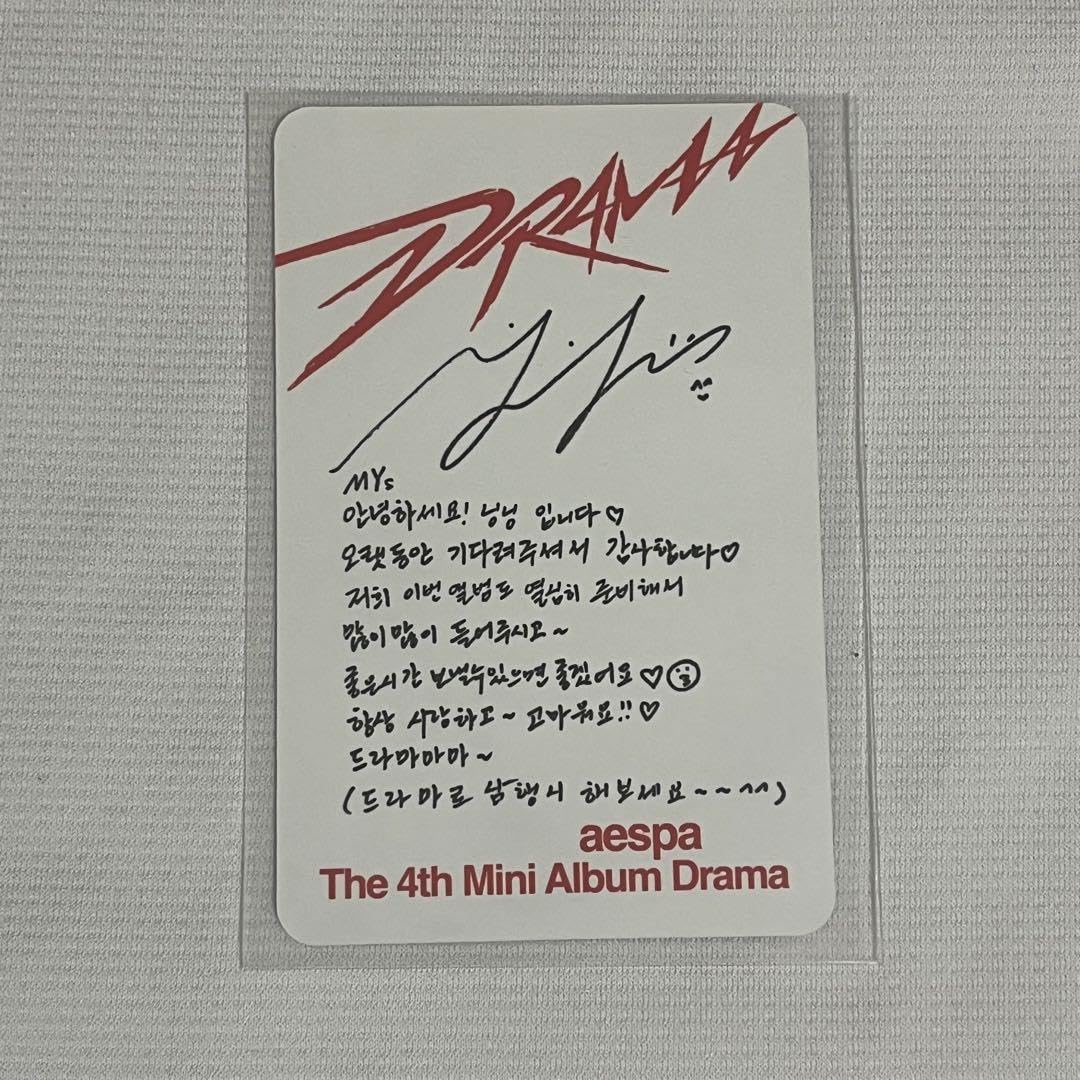 DRAMA
MYs
안녕하세요! 닝닝 입니다♡
오랫동안 기다려주셔서 감사합니다♡
저희 이번 앨범도 열심히 준비해서
많이많이 들어주시고~
좋은시간 보낼수있으면 좋겠어요♡
항상 사랑하고~ 고마워요!!♡
드라마아마~
(드라마로 삼행시 해보세요~~^^)
aespa
The 4th Mini Album Drama